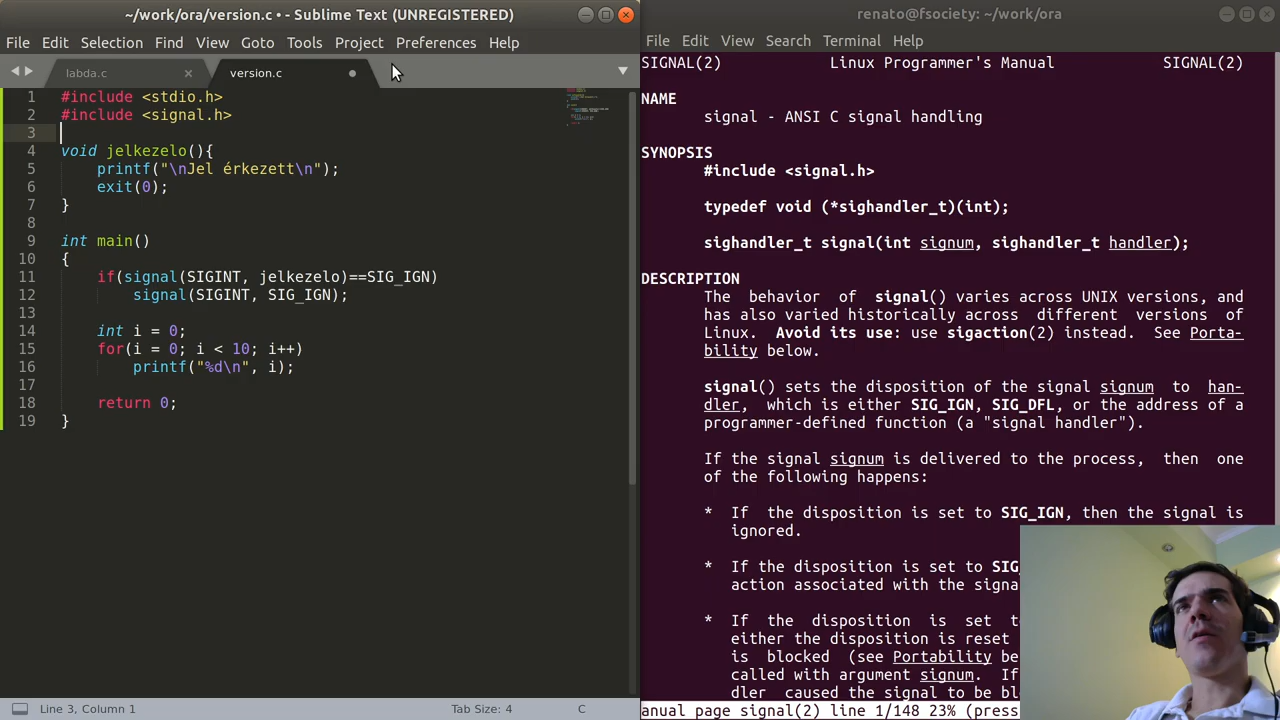 ~/work/ora/version.c • - Sublime Text (UNREGISTERED)
File Edit Selection Find View Goto Tools Project Preferences Help
labda.c × version.c
1 #include <stdio.h>
2 #include <signal.h>
3
4 void jelkezelo(){
5 printf("\nJel érkezett\n");
6 exit(0);
7 }
8
9 int main()
10 {
11 if(signal(SIGINT, jelkezelo)==SIG_IGN)
12 signal(SIGINT, SIG_IGN);
13
14 int i = 0;
15 for(i = 0; i < 10; i++)
16 printf("%d\n", i);
17
18 return 0;
19 }
Line 3, Column 1 Tab Size: 4 C
renato@fsociety: ~/work/ora
File Edit View Search Terminal Help
SIGNAL(2) Linux Programmer's Manual SIGNAL(2)
NAME
signal - ANSI C signal handling
SYNOPSIS
#include <signal.h>
typedef void (*sighandler_t)(int);
sighandler_t signal(int signum, sighandler_t handler);
DESCRIPTION
The behavior of signal() varies across UNIX versions, and
has also varied historically across different versions of
Linux. Avoid its use: use sigaction(2) instead. See Porta-
bility below.
signal() sets the disposition of the signal signum to han-
dler, which is either SIG_IGN, SIG_DFL, or the address of a
programmer-defined function (a "signal handler").
If the signal signum is delivered to the process, then one
of the following happens:
* If the disposition is set to SIG_IGN, then the signal is
ignored.
* If the disposition is set to SIG_
action associated with the signa
* If the disposition is set t
either the disposition is reset
is blocked (see Portability be
called with argument signum. If
dler caused the signal to be bl
anual page signal(2) line 1/148 23% (press